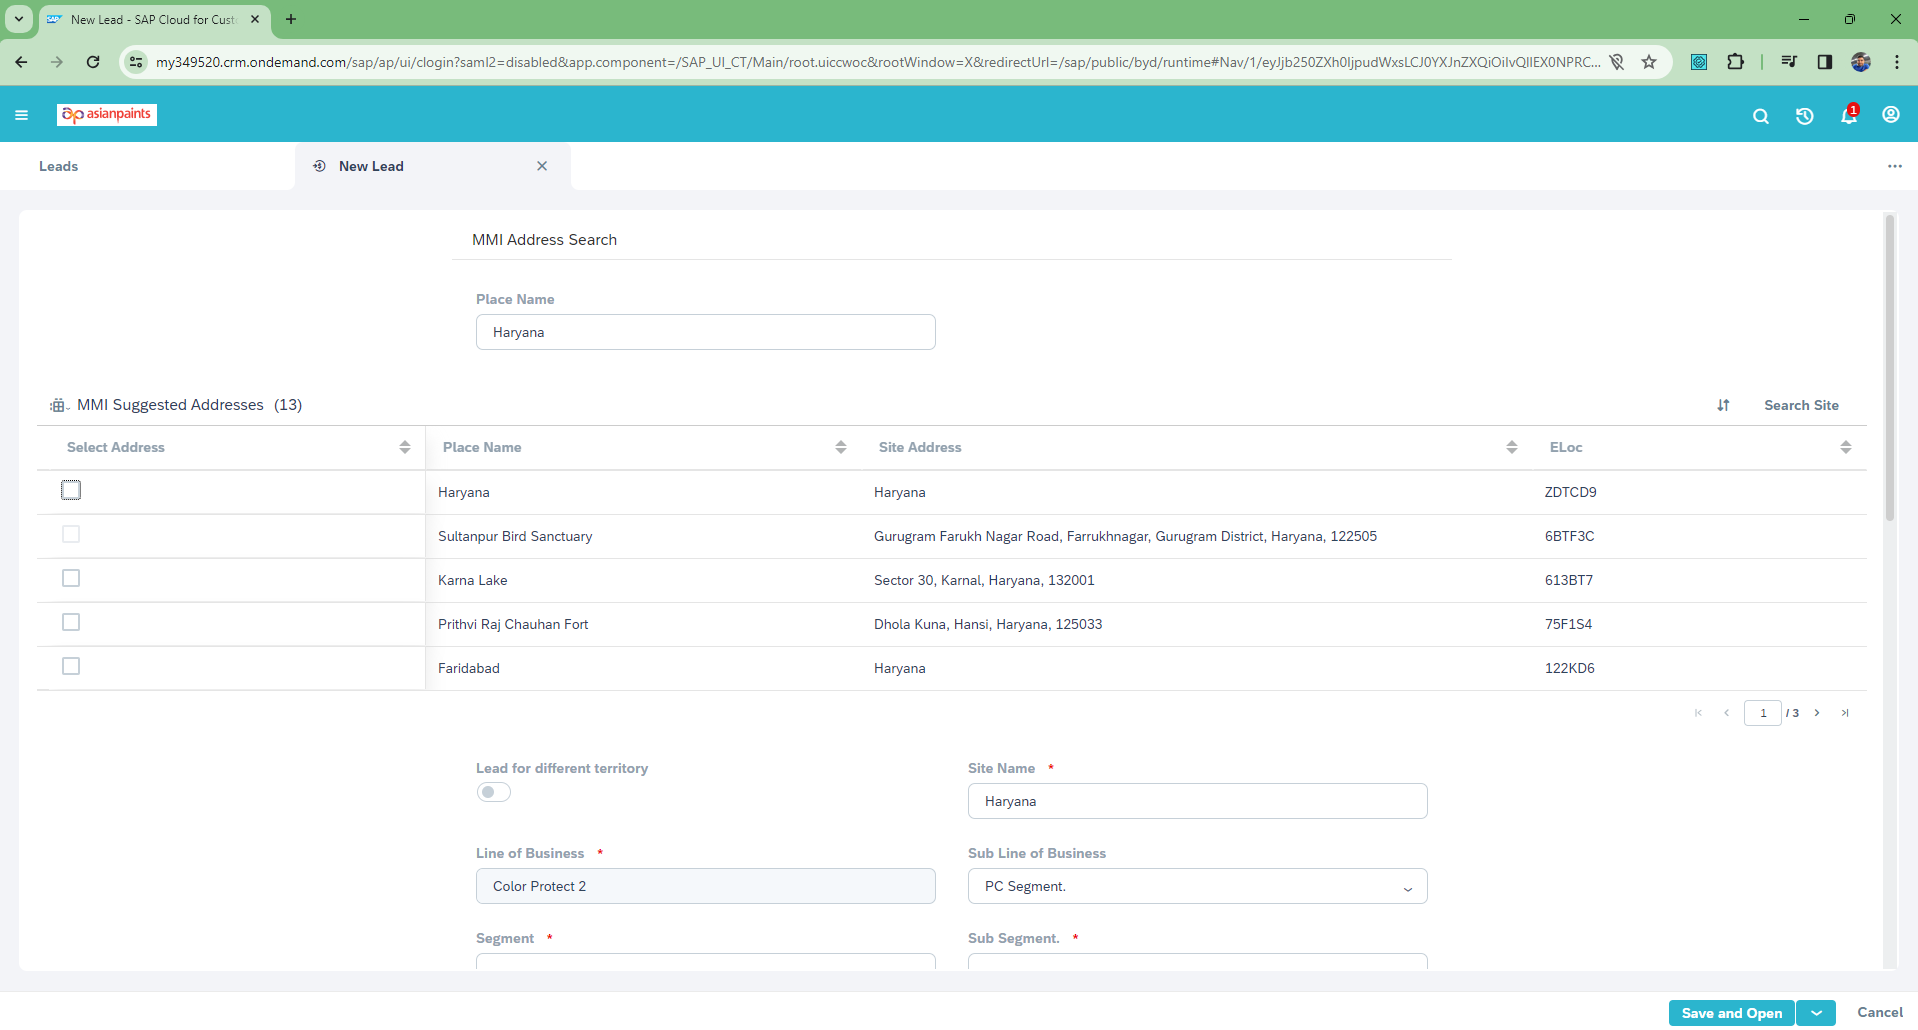 New Lead - SAP Cloud for Cust
my349520.crm.ondemand.com/sap/ap/ui/clogin?saml2=disabled&app.component=/SAP_UI_CT/Main/root.uiccwoc&rootWindow=X&redirectUrl=/sap/public/byd/runtime#Nav/1/
asianpaints
1
Leads
New Lead
MMI Address Search
Place Name
Haryana
MMI Suggested Addresses (13)
Search Site
Select Address Place Name Site Address ELoc
Haryana Haryana ZDTCD9
Sultanpur Bird Sanctuary Gurugram Farukh Nagar Road, Farrukhnagar, Gurugram District, Haryana, 122505 6BTF3C
Karna Lake Sector 30, Karnal, Haryana, 132001 613BT7
Prithvi Raj Chauhan Fort Dhola Kuna, Hansi, Haryana, 125033 75F1S4
Faridabad Haryana 122KD6
1 / 3
Lead for different territory
Site Name *
Haryana
Line of Business *
Color Protect 2
Sub Line of Business
PC Segment.
Segment *
Sub Segment. *
Save and Open
Cancel